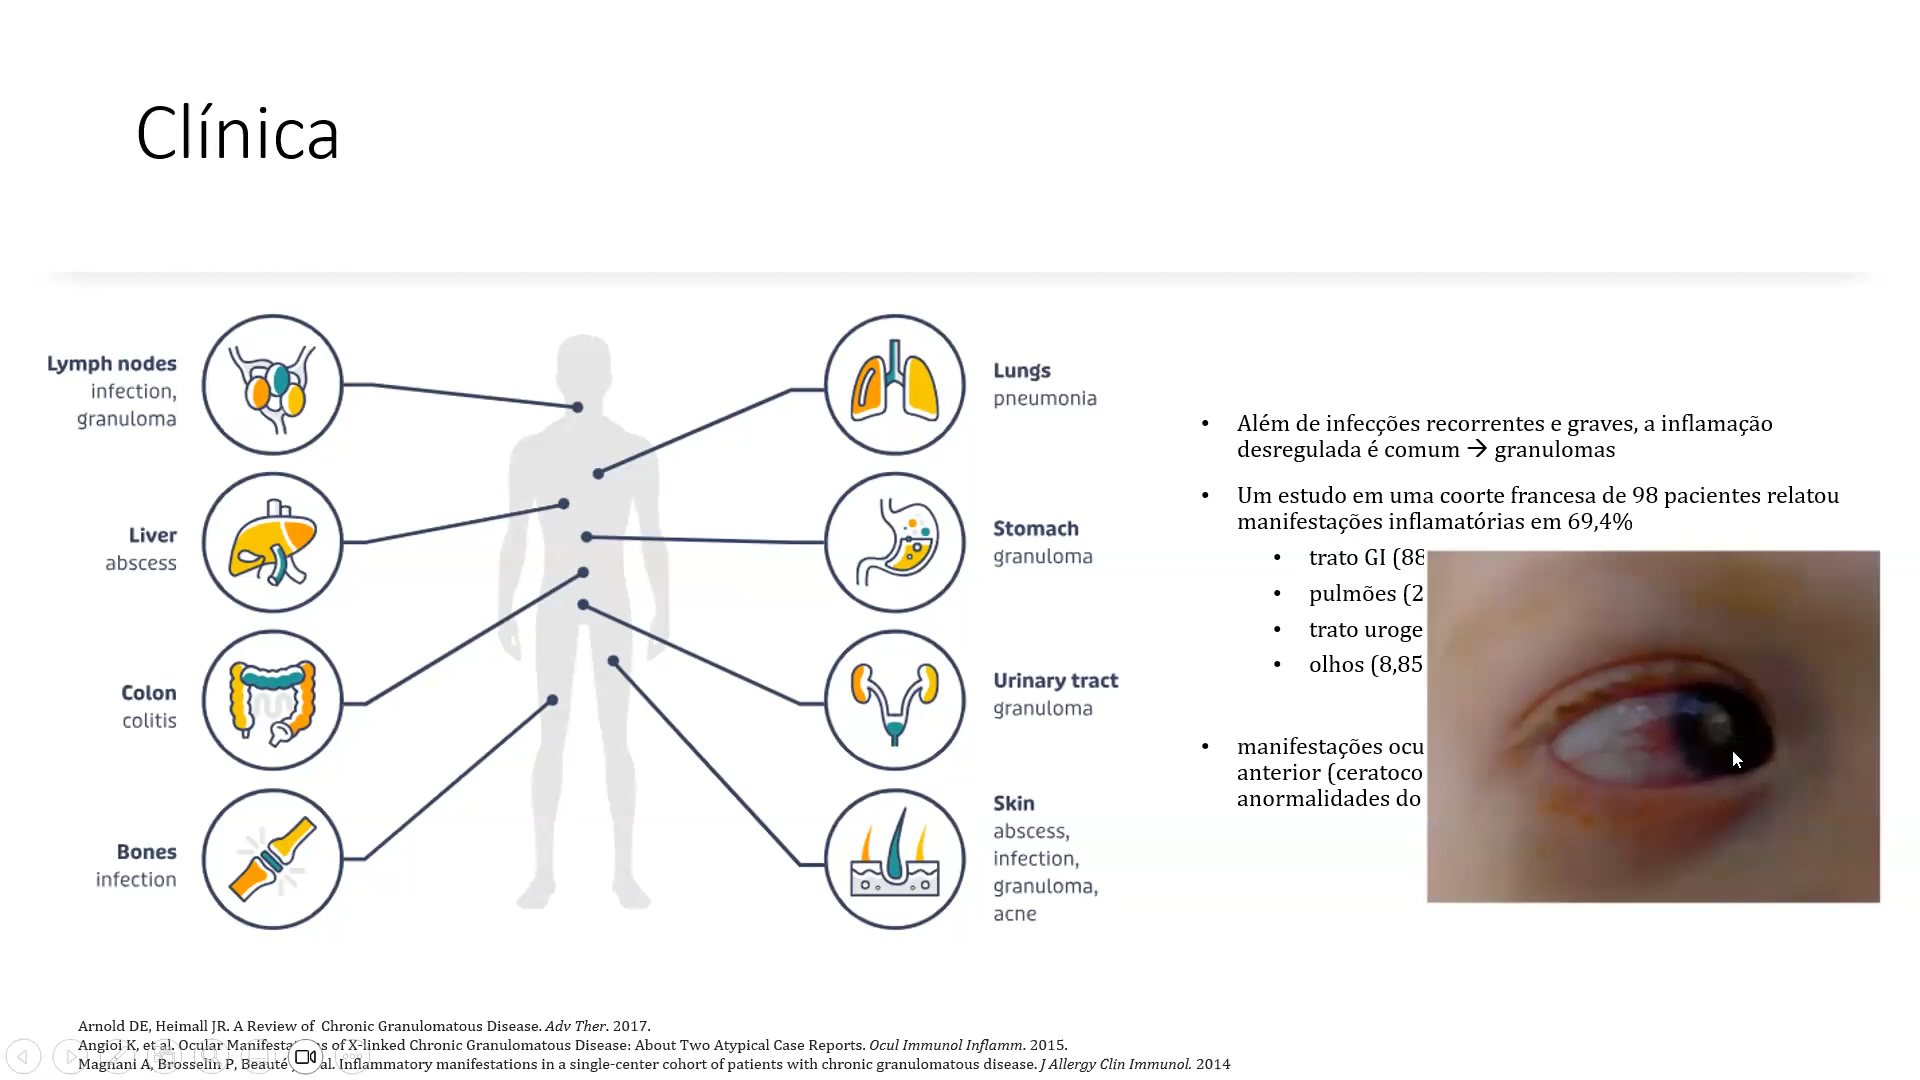 Clínica
Lymph nodes
infection,
granuloma
Liver
abscess
Colon
colitis
Bones
infection
Lungs
pneumonia
Stomach
granuloma
Urinary tract
granuloma
Skin
abscess,
infection,
granuloma,
acne
• Além de infecções recorrentes e graves, a inflamação
desregulada é comum → granulomas
• Um estudo em uma coorte francesa de 98 pacientes relatou
manifestações inflamatórias em 69,4%
• trato GI (88
• pulmões (2
• trato uroge
• olhos (8,85
• manifestações ocu
anterior (ceratoco
anormalidades do
Arnold DE, Heimall JR. A Review of Chronic Granulomatous Disease. Adv Ther. 2017.
Angioi K, et al. Ocular Manifesta s of X-linked Chronic Granulomatous Disease: About Two Atypical Case Reports. Ocul Immunol Inflamm. 2015.
Magnani A, Brosselin P, Beauté al. Inflammatory manifestations in a single-center cohort of patients with chronic granulomatous disease. J Allergy Clin Immunol. 2014